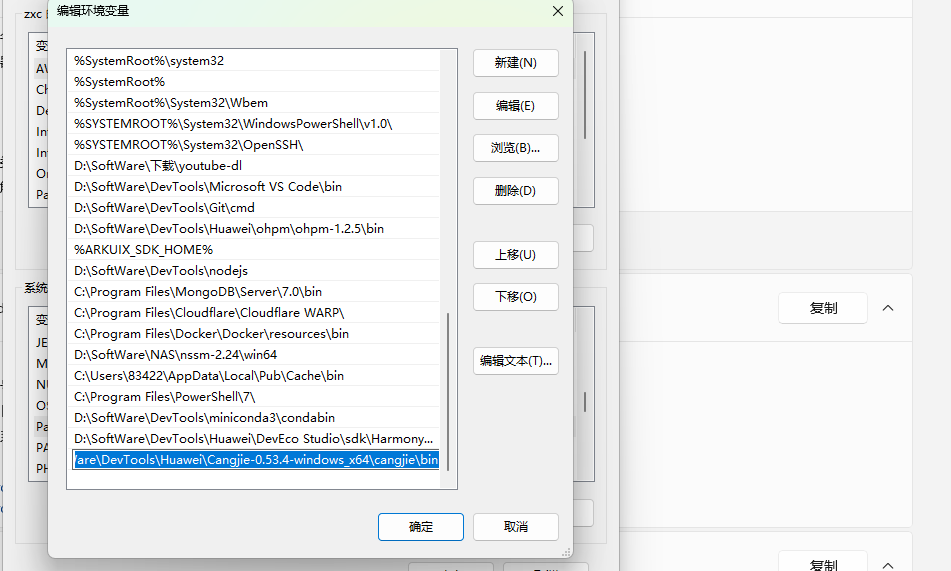 编辑环境变量
zxc
%SystemRoot%\system32
%SystemRoot%
%SystemRoot%\System32\Wbem
%SYSTEMROOT%\System32\WindowsPowerShell\v1.0\
%SYSTEMROOT%\System32\OpenSSH\
D:\SoftWare\下载\youtube-dl
D:\SoftWare\DevTools\Microsoft VS Code\bin
D:\SoftWare\DevTools\Git\cmd
D:\SoftWare\DevTools\Huawei\ohpm\ohpm-1.2.5\bin
%ARKUIX_SDK_HOME%
D:\SoftWare\DevTools\nodejs
C:\Program Files\MongoDB\Server\7.0\bin
C:\Program Files\Cloudflare\Cloudflare WARP\
C:\Program Files\Docker\Docker\resources\bin
D:\SoftWare\NAS\nssm-2.24\win64
C:\Users\83422\AppData\Local\Pub\Cache\bin
C:\Program Files\PowerShell\7\
D:\SoftWare\DevTools\miniconda3\condabin
D:\SoftWare\DevTools\Huawei\DevEco Studio\sdk\Harmony...
are\DevTools\Huawei\Cangjie-0.53.4-windows_x64\cangjie\bin
新建(N)
编辑(E)
浏览(B)...
删除(D)
上移(U)
下移(O)
编辑文本(T)...
确定
取消
变
De
In
In
Pa
系统
变
JE
M
OS
Pa
PA
PH
复制
复制